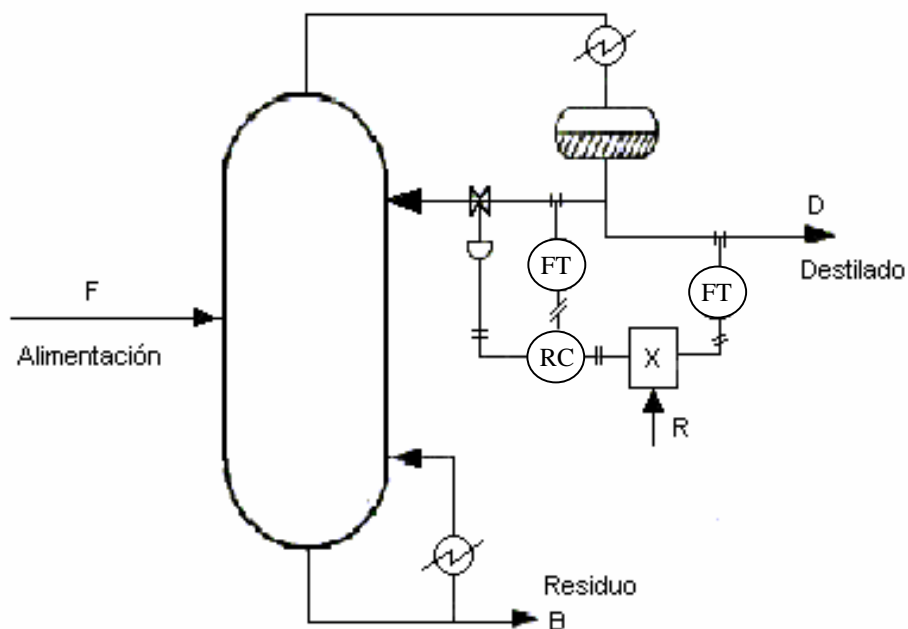 D
Destilado
FT
FT
F
Alimentación
RC
X
R
Residuo
B